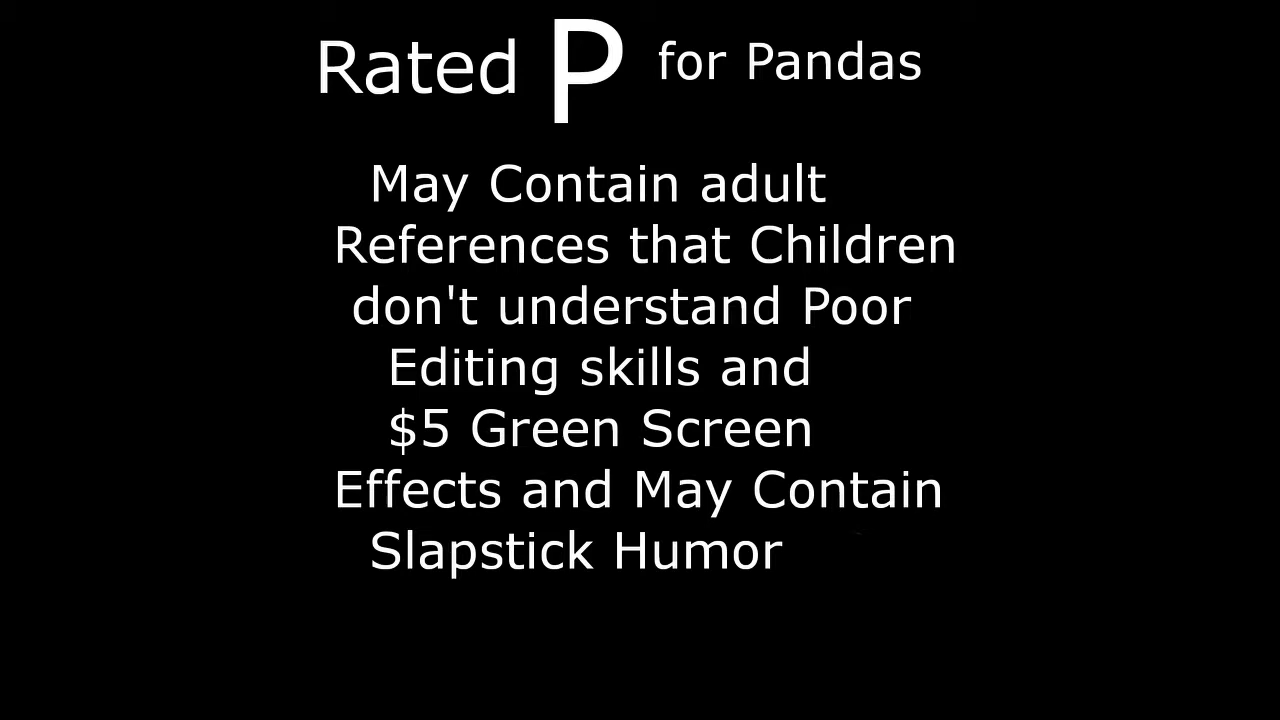 Rated P for Pandas
May Contain adult
References that Children
don't understand Poor
Editing skills and
$5 Green Screen
Effects and May Contain
Slapstick Humor